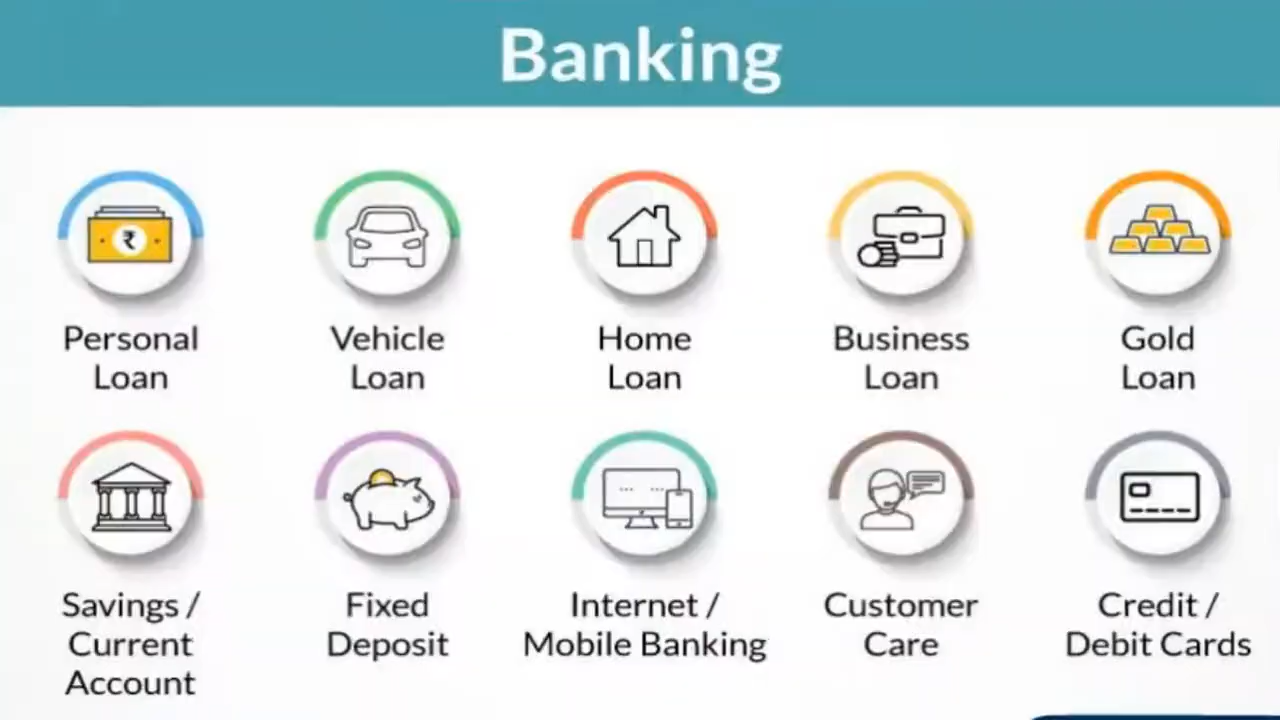 Banking
₹
Personal
Loan
Vehicle
Loan
Home
Loan
Business
Loan
Gold
Loan
Savings /
Current
Account
Fixed
Deposit
Internet /
Mobile Banking
Customer
Care
Credit /
Debit Cards